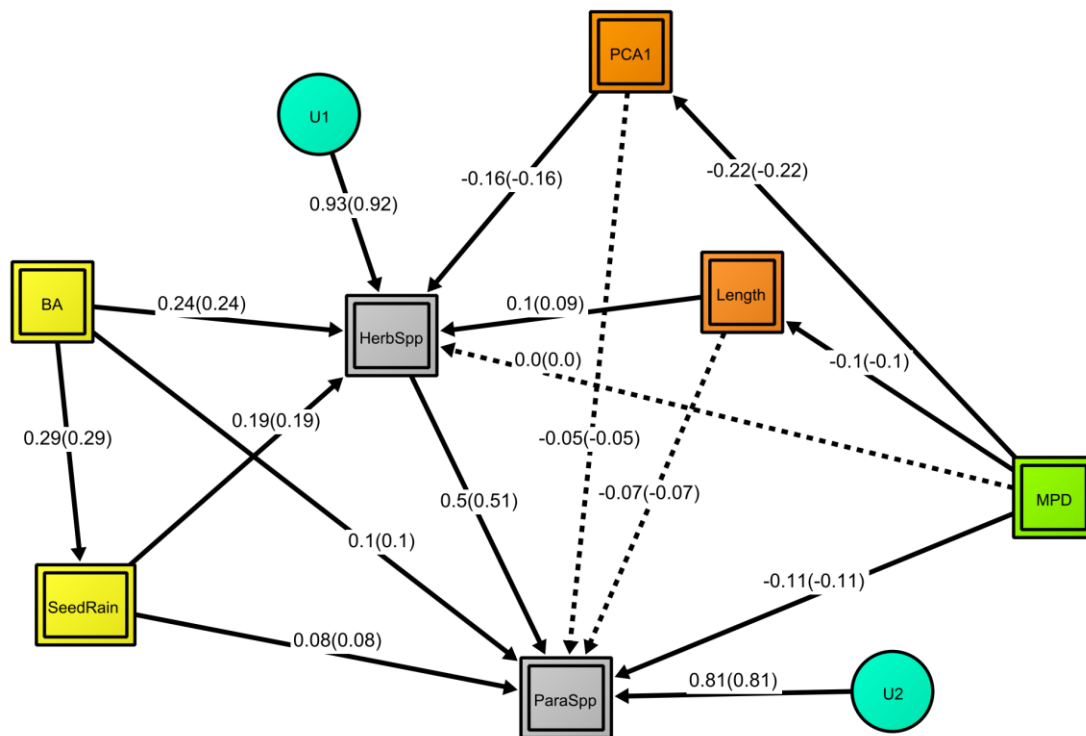 PCA1
U1
-0.16(-0.16)
-0.22(-0.22)
0.93(0.92)
BA
0.24(0.24)
HerbSpp
0.1(0.09)
Length
0.0(0.0)
-0.1(-0.1)
0.29(0.29)
0.19(0.19)
-0.05(-0.05)
-0.07(-0.07)
0.5(0.51)
MPD
0.1(0.1)
-0.11(-0.11)
SeedRain
0.08(0.08)
0.81(0.81)
ParaSpp
U2